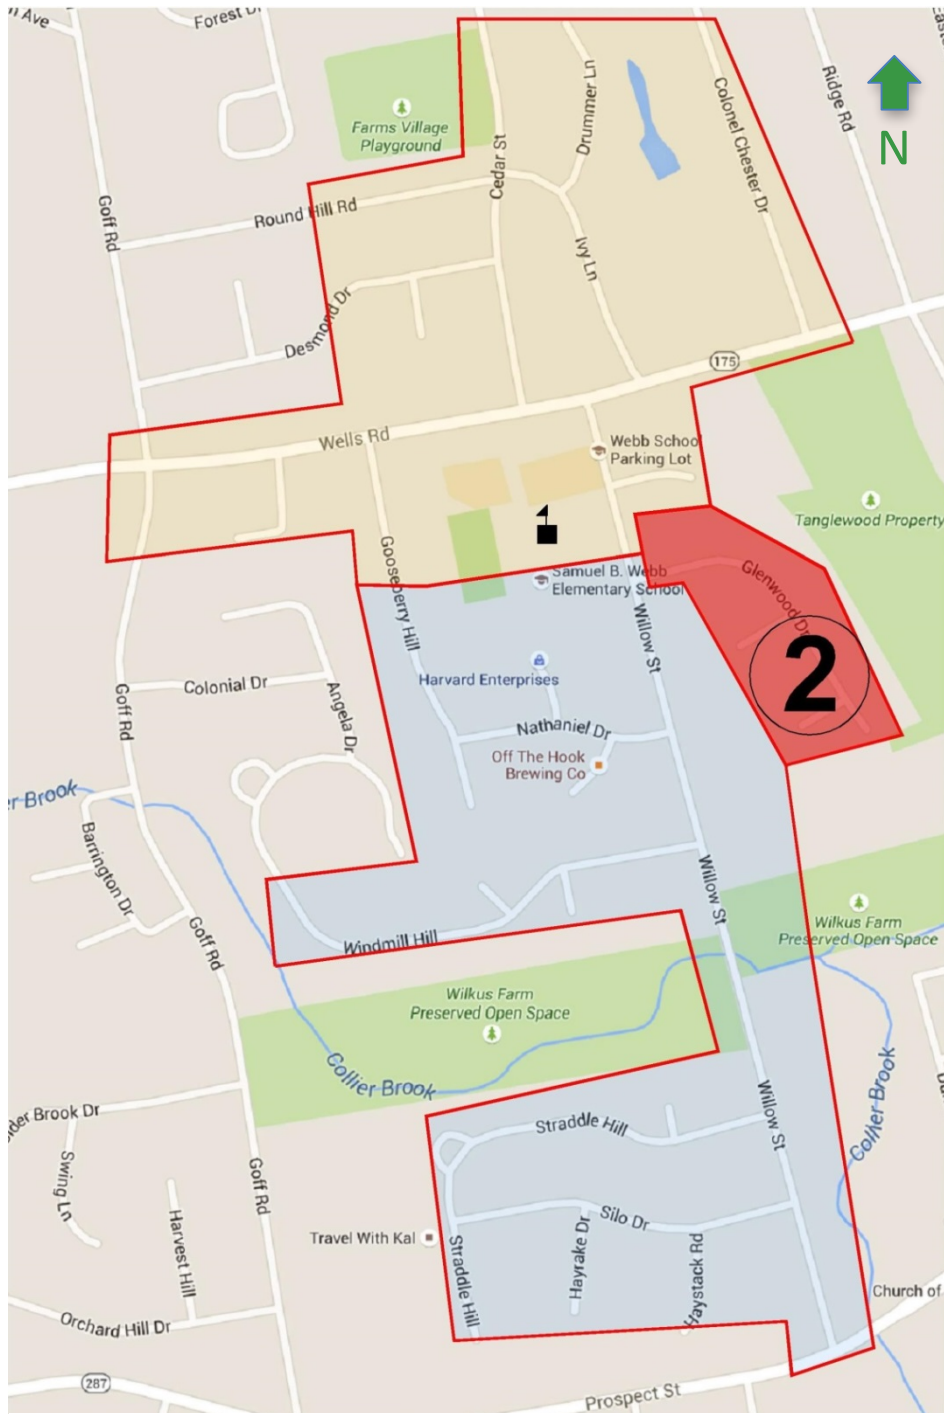 Ave
Forest D
Ridge Rd
N
Farms Village
Playground
Drummer Ln
Colonel Chester Dr
Cedar St
Round Hill Rd
Goff Rd
Ivy Ln
Desmond Dr
175
Wells Rd
Webb School
Parking Lot
Tanglewood Property
Gooseberry Hill
Samuel B. Webb
Elementary School
Glenwood Dr
Willow St
2
Harvard Enterprises
Colonial Dr
Angela Dr
Goff Rd
Nathaniel Dr
Off The Hook
Brewing Co
er Brook
Barrington Dr
Willow St
Goff Rd
Windmill Hill
Wilkus Farm
Preserved Open Space
Wilkus Farm
Preserved Open Space
Collier Brook
Collier Brook
der Brook Dr
Straddle Hill
Willow St
Swing Ln
Goff Rd
Harvest Hill
Travel With Kal
Straddle Hill
Silo Dr
Hayrake Dr
Haystack Rd
Church of
Orchard Hill Dr
287
Prospect St